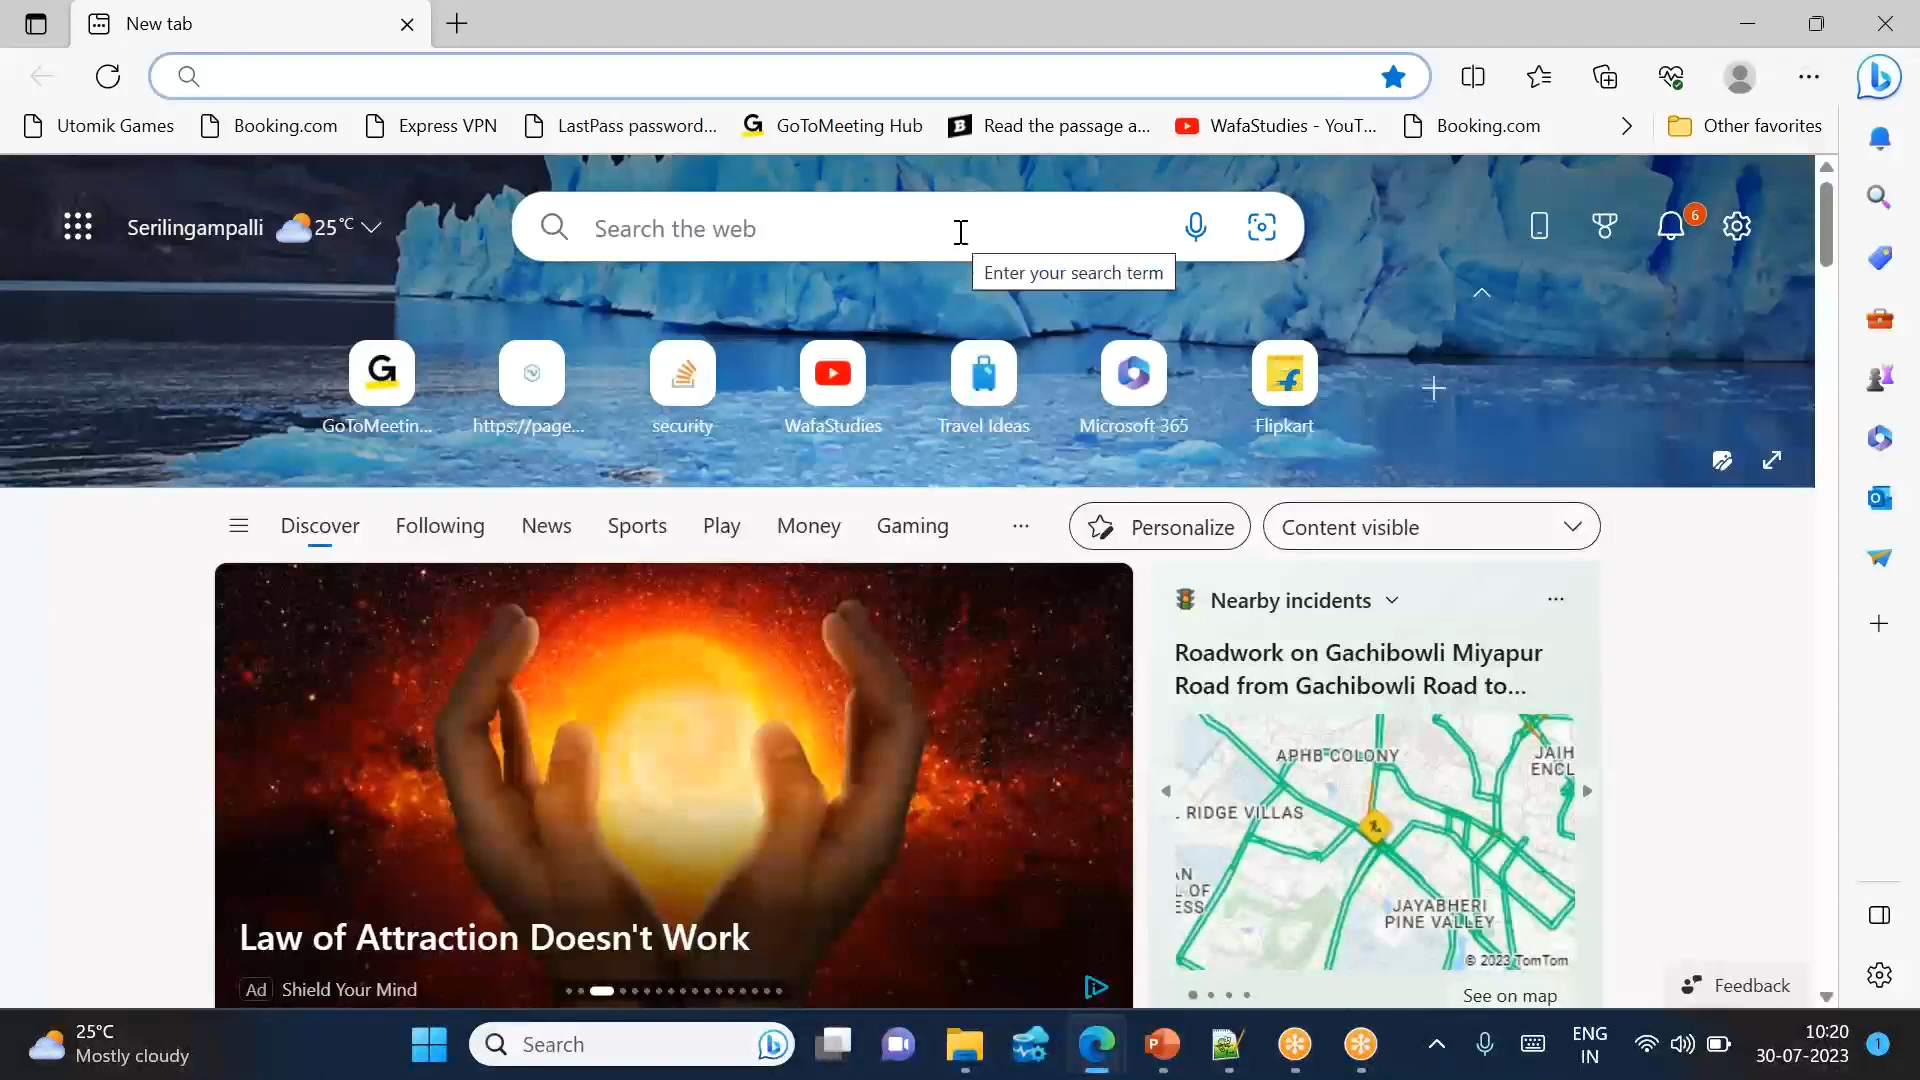 New tab
Utomik Games
Booking.com
Express VPN
LastPass password...
GoToMeeting Hub
Read the passage a...
WafaStudies - YouT...
Booking.com
Other favorites
Serilingampalli
25°C
Search the web
Enter your search term
6
GoToMeetin...
https://page...
security
WafaStudies
Travel Ideas
Microsoft 365
Flipkart
Discover
Following
News
Sports
Play
Money
Gaming
Personalize
Content visible
Nearby incidents
Roadwork on Gachibowli Miyapur
Road from Gachibowli Road to...
APHB COLONY
JAIH
ENCL
RIDGE VILLAS
AN
L OF
ESS
JAYABHERI
PINE VALLEY
© 2023 TomTom
See on map
Law of Attraction Doesn't Work
Ad Shield Your Mind
Feedback
25°C
Mostly cloudy
Search
ENG
IN
10:20
30-07-2023
1